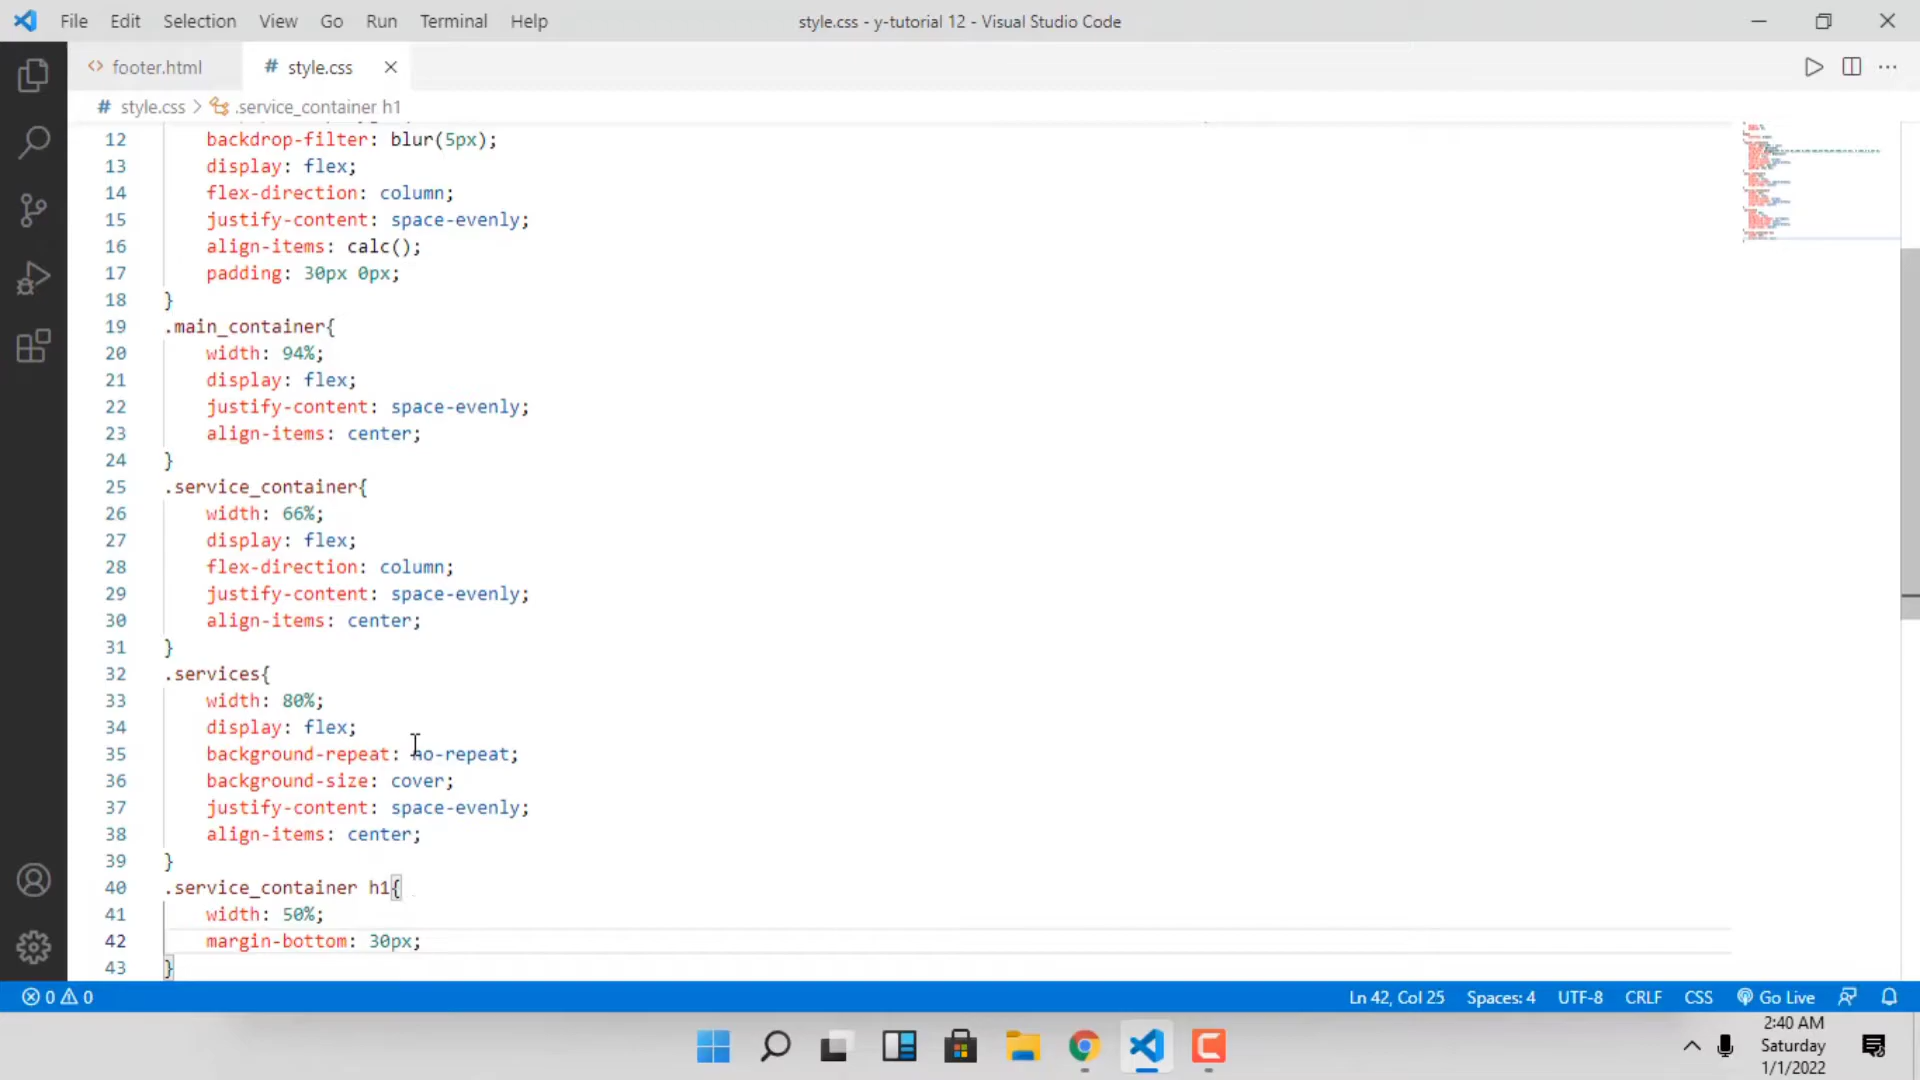 File Edit Selection View Go Run Terminal Help
style.css - y-tutorial 12 - Visual Studio Code
footer.html
# style.css
# style.css > .service_container h1
12 backdrop-filter: blur(5px);
13 display: flex;
14 flex-direction: column;
15 justify-content: space-evenly;
16 align-items: calc();
17 padding: 30px 0px;
18 }
19 .main_container{
20 width: 94%;
21 display: flex;
22 justify-content: space-evenly;
23 align-items: center;
24 }
25 .service_container{
26 width: 66%;
27 display: flex;
28 flex-direction: column;
29 justify-content: space-evenly;
30 align-items: center;
31 }
32 .services{
33 width: 80%;
34 display: flex;
35 background-repeat: no-repeat;
36 background-size: cover;
37 justify-content: space-evenly;
38 align-items: center;
39 }
40 .service_container h1{
41 width: 50%;
42 margin-bottom: 30px;
43 }
0 0
Ln 42, Col 25 Spaces: 4 UTF-8 CRLF CSS Go Live
2:40 AM
Saturday
1/1/2022